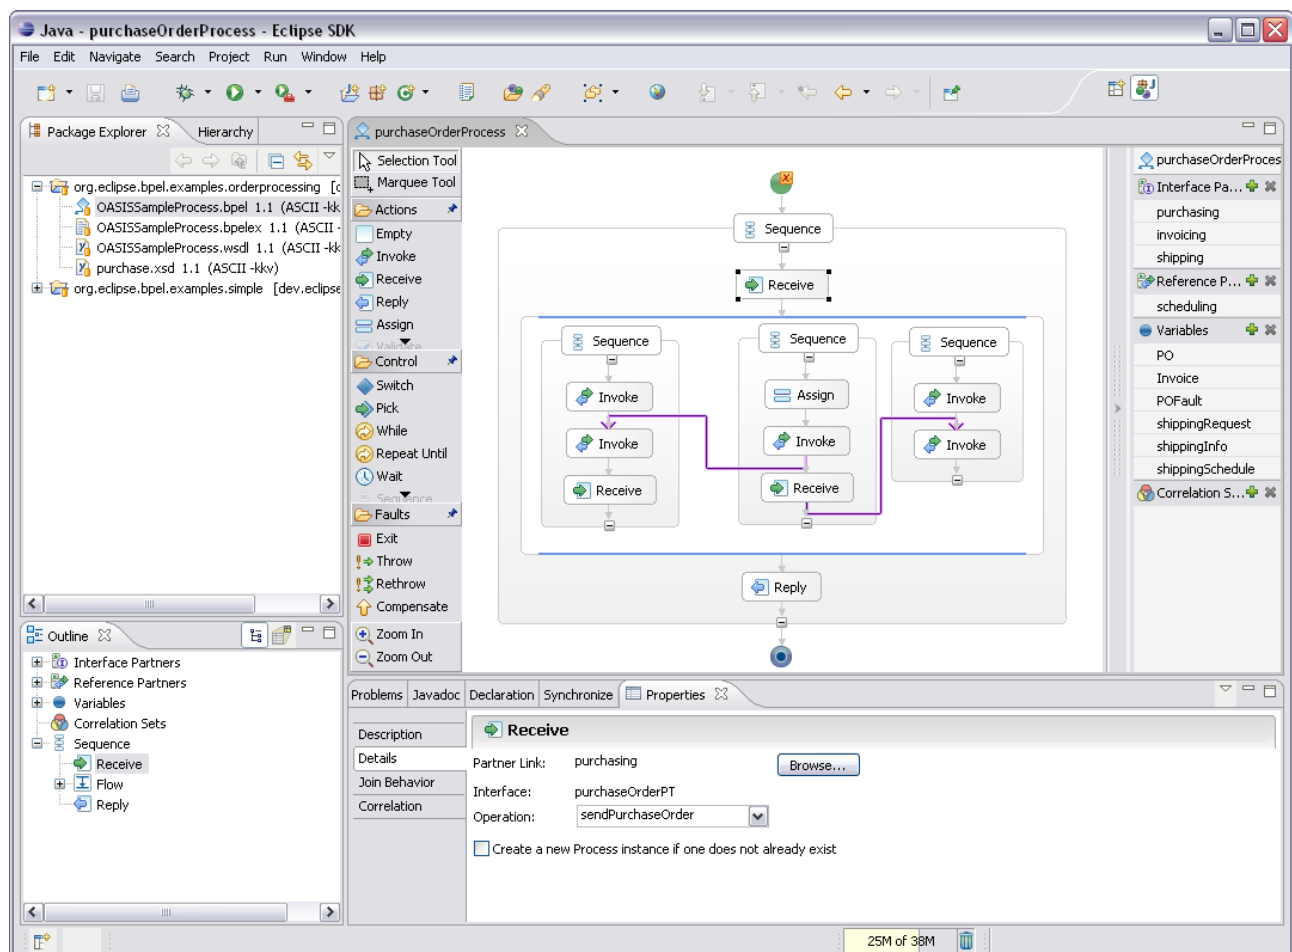 Java - purchaseOrderProcess - Eclipse SDK
File Edit Navigate Search Project Run Window Help
Package Explorer Hierarchy
org.eclipse.bpel.examples.orderprocessing [c
OASISSampleProcess.bpel 1.1 (ASCII -kk
OASISSampleProcess.bpelex 1.1 (ASCII -
OASISSampleProcess.wsdl 1.1 (ASCII -kk
purchase.xsd 1.1 (ASCII -kkv)
org.eclipse.bpel.examples.simple [dev.eclipse
purchaseOrderProcess
Selection Tool
Marquee Tool
Actions
Empty
Invoke
Receive
Reply
Assign
Validate
Control
Switch
Pick
While
Repeat Until
Wait
Sequence
Faults
Exit
Throw
Rethrow
Compensate
Zoom In
Zoom Out
Sequence
Receive
Sequence Sequence Sequence
Invoke Assign Invoke
Invoke Invoke Invoke
Receive Receive
Reply
purchaseOrderProces
Interface Pa...
purchasing
invoicing
shipping
Reference P...
scheduling
Variables
PO
Invoice
POFault
shippingRequest
shippingInfo
shippingSchedule
Correlation S...
Outline
Interface Partners
Reference Partners
Variables
Correlation Sets
Sequence
Receive
Flow
Reply
Problems Javadoc Declaration Synchronize Properties
Description
Details
Join Behavior
Correlation
Receive
Partner Link: purchasing Browse...
Interface: purchaseOrderPT
Operation: sendPurchaseOrder
Create a new Process instance if one does not already exist
25M of 38M